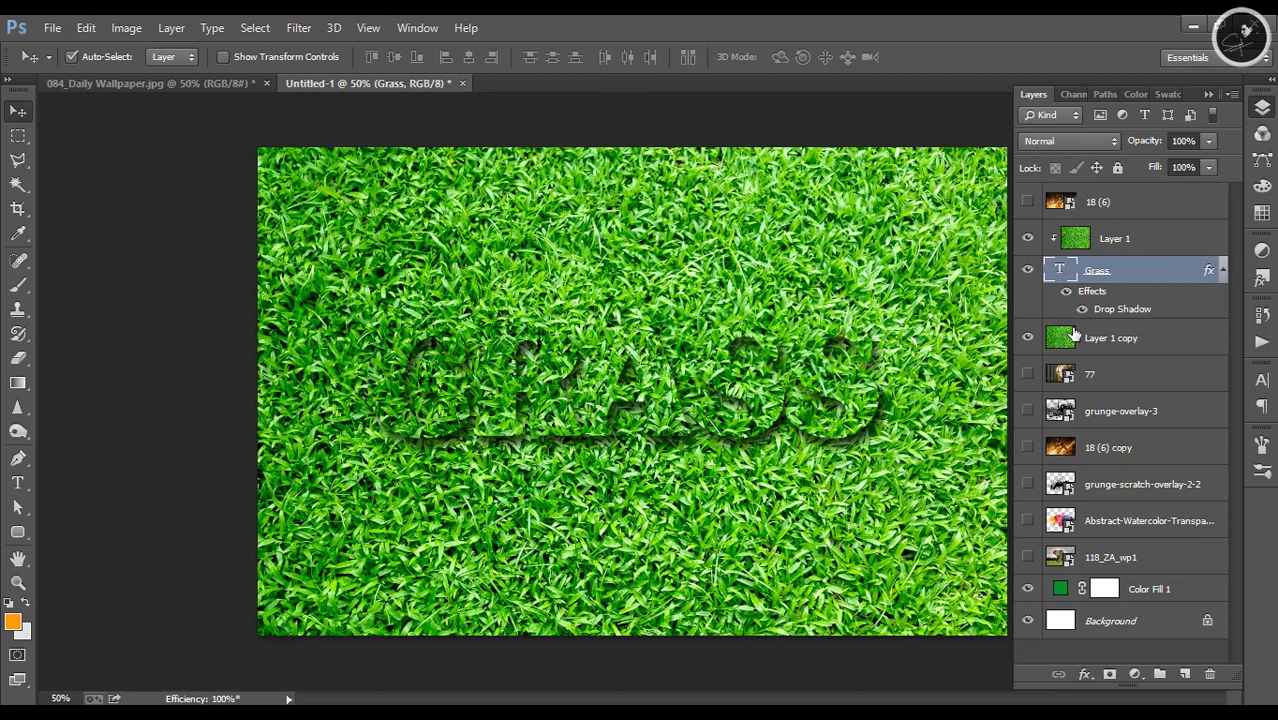 Ps File Edit Image Layer Type Select Filter 3D View Window Help
Auto-Select: Layer Show Transform Controls 3D Mode: Essentials
084_Daily Wallpaper.jpg @ 50% (RGB/8#) * × Untitled-1 @ 50% (Grass, RGB/8) * ×
Layers Chann Paths Color Swatc
Kind
Normal Opacity: 100%
Lock: Fill: 100%
18 (6)
Layer 1
T Grass fx
Effects
Drop Shadow
Layer 1 copy
GRASS
77
grunge-overlay-3
18 (6) copy
grunge-scratch-overlay-2-2
Abstract-Watercolor-Transpa...
118_ZA_wp1
Color Fill 1
Background
50% Efficiency: 100%*